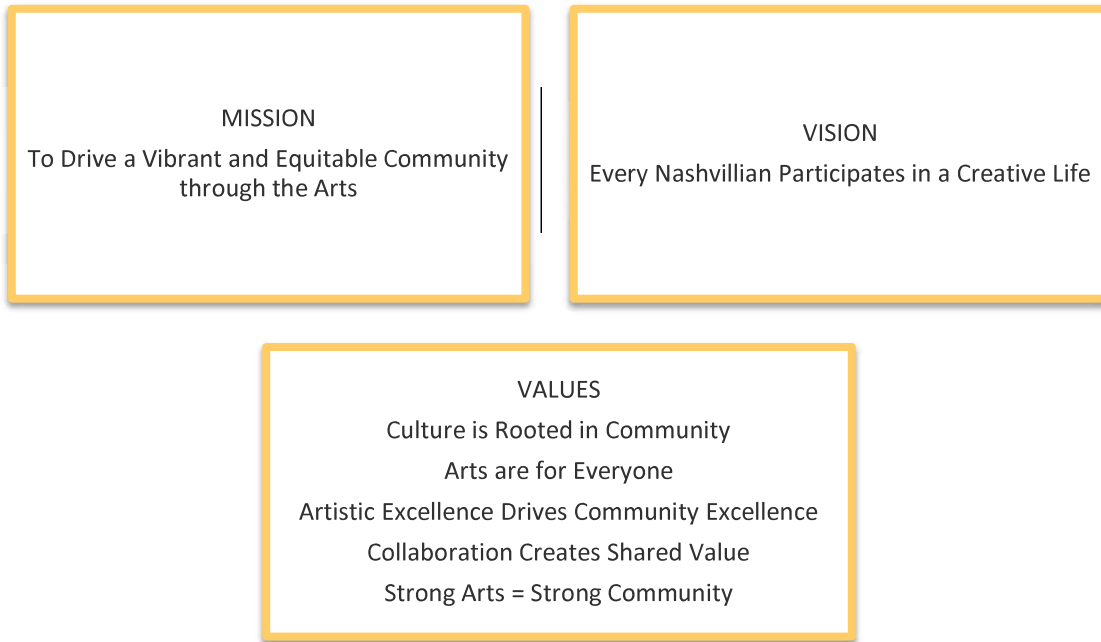 MISSION
To Drive a Vibrant and Equitable Community
through the Arts
VISION
Every Nashvillian Participates in a Creative Life
VALUES
Culture is Rooted in Community
Arts are for Everyone
Artistic Excellence Drives Community Excellence
Collaboration Creates Shared Value
Strong Arts = Strong Community